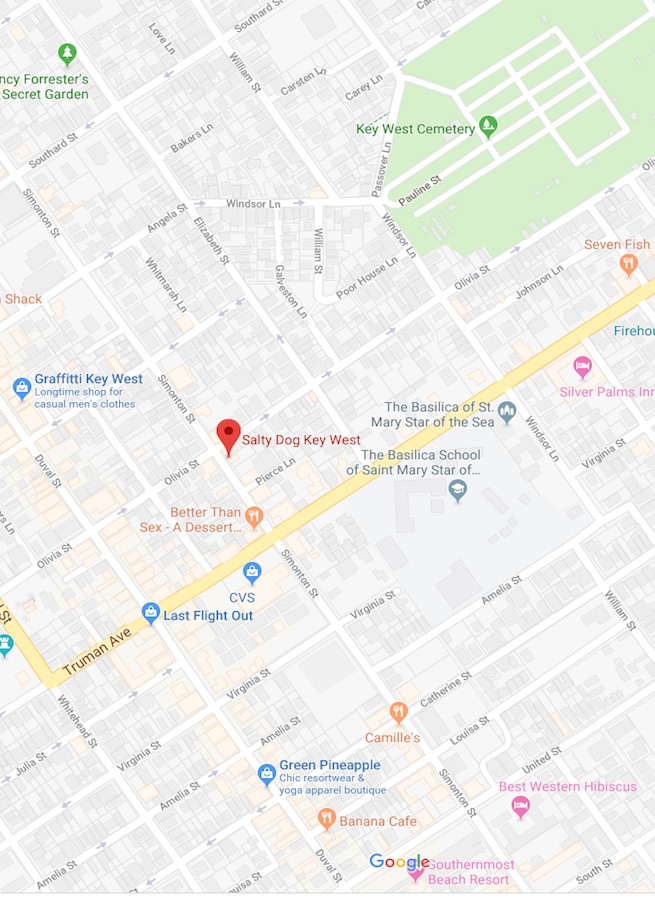 Southard St
Ca
Love Ln
William St
ncy Forrester's
Secret Garden
Carsten Ln
Carey Ln
Key West Cemetery
Bakers Ln
Southard St
Passover Ln
Pauline St
Olivi
Simonton St
Windsor Ln
Angela St
Elizabeth St
William St
Windsor Ln
Seven Fish
Poor House Ln
Olivia St
Whitmarsh Ln
Galveston Ln
Johnson Ln
n Shack
Firehou
Graffitti Key West
Longtime shop for
casual men's clothes
Simonton St
Silver Palms Inn
The Basilica of St.
Mary Star of the Sea
Salty Dog Key West
Windsor Ln
The Basilica School
of Saint Mary Star of...
Virginia St
Duval St
Olivia St
Pierce Ln
Better Than
Sex - A Dessert...
rs Ln
Olivia St
Simonton St
CVS
Virginia St
Amelia St
William St
l St
Last Flight Out
Truman Ave
Virginia St
Catherine St
Whitehead St
Camille's
Louisa St
Amelia St
Julia St
Virginia St
United St
Green Pineapple
Chic resortwear &
yoga apparel boutique
Simonton St
Best Western Hibiscus
Amelia St
Banana Cafe
Duval St
Google
Southernmost
Beach Resort
South St
Amelia St
uisa St